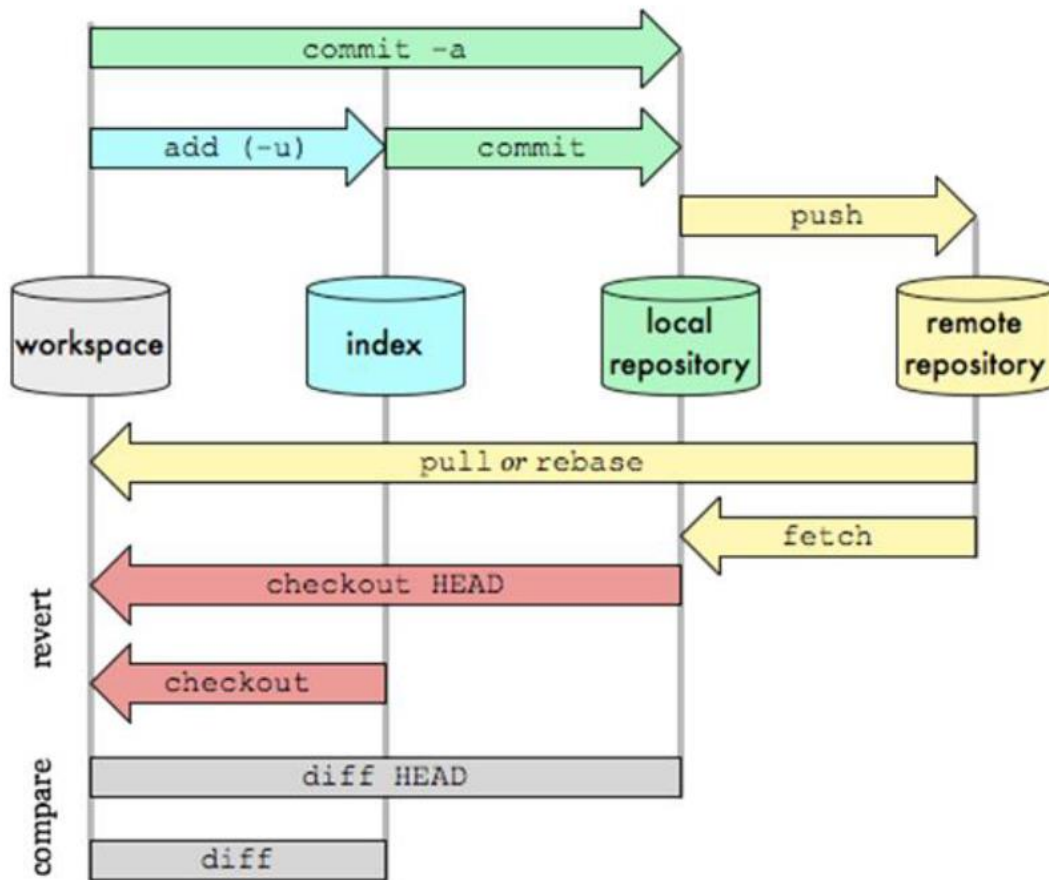 commit -a
add (-u)
commit
push
workspace
index
local
repository
remote
repository
pull or rebase
fetch
revert
checkout HEAD
checkout
compare
diff HEAD
diff